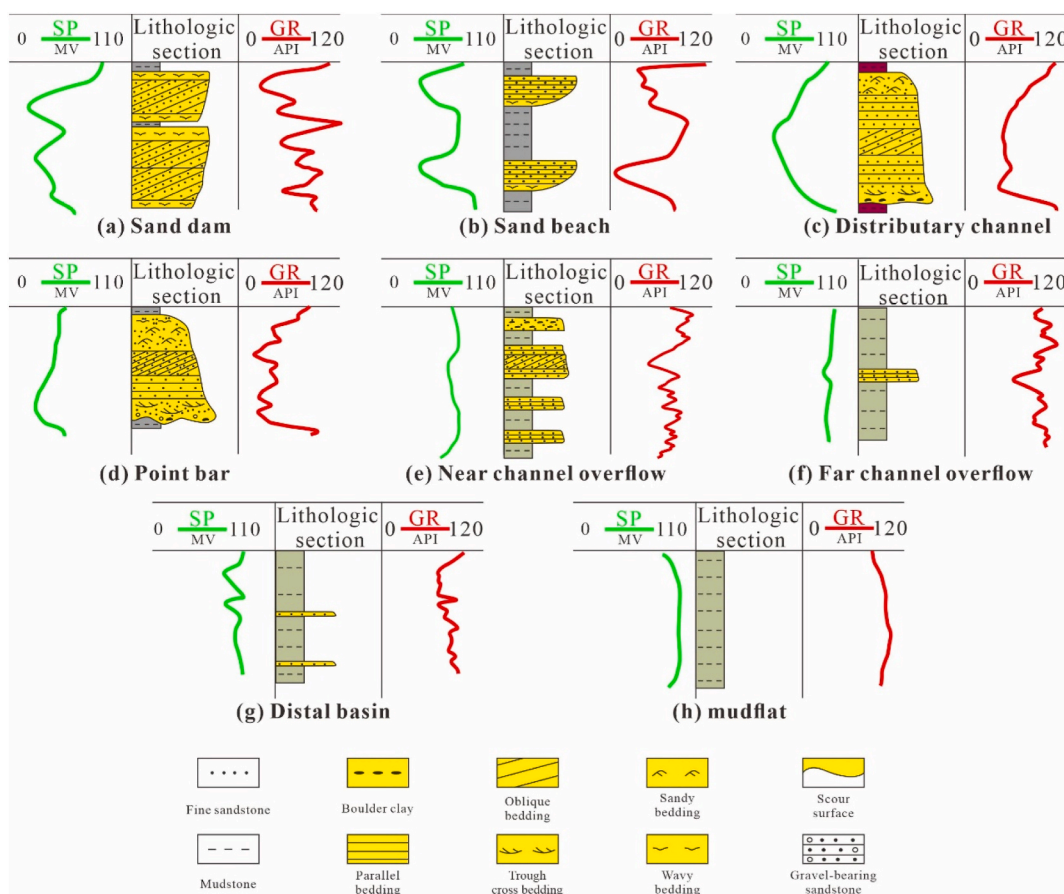 0 SP MV 110 Lithologic section 0 GR API 120
0 SP MV 110 Lithologic section 0 GR API 120
0 SP MV 110 Lithologic section 0 GR API 120
(a) Sand dam
(b) Sand beach
(c) Distributary channel
0 SP MV 110 Lithologic section 0 GR API 120
0 SP MV 110 Lithologic section 0 GR API 120
0 SP MV 110 Lithologic section 0 GR API 120
(d) Point bar
(e) Near channel overflow
(f) Far channel overflow
0 SP MV 110 Lithologic section 0 GR API 120
0 SP MV 110 Lithologic section 0 GR API 120
(g) Distal basin
(h) mudflat
Fine sandstone
Boulder clay
Oblique
bedding
Sandy
bedding
Scour
surface
Mudstone
Parallel
bedding
Trough
cross bedding
Wavy
bedding
Gravel-bearing
sandstone